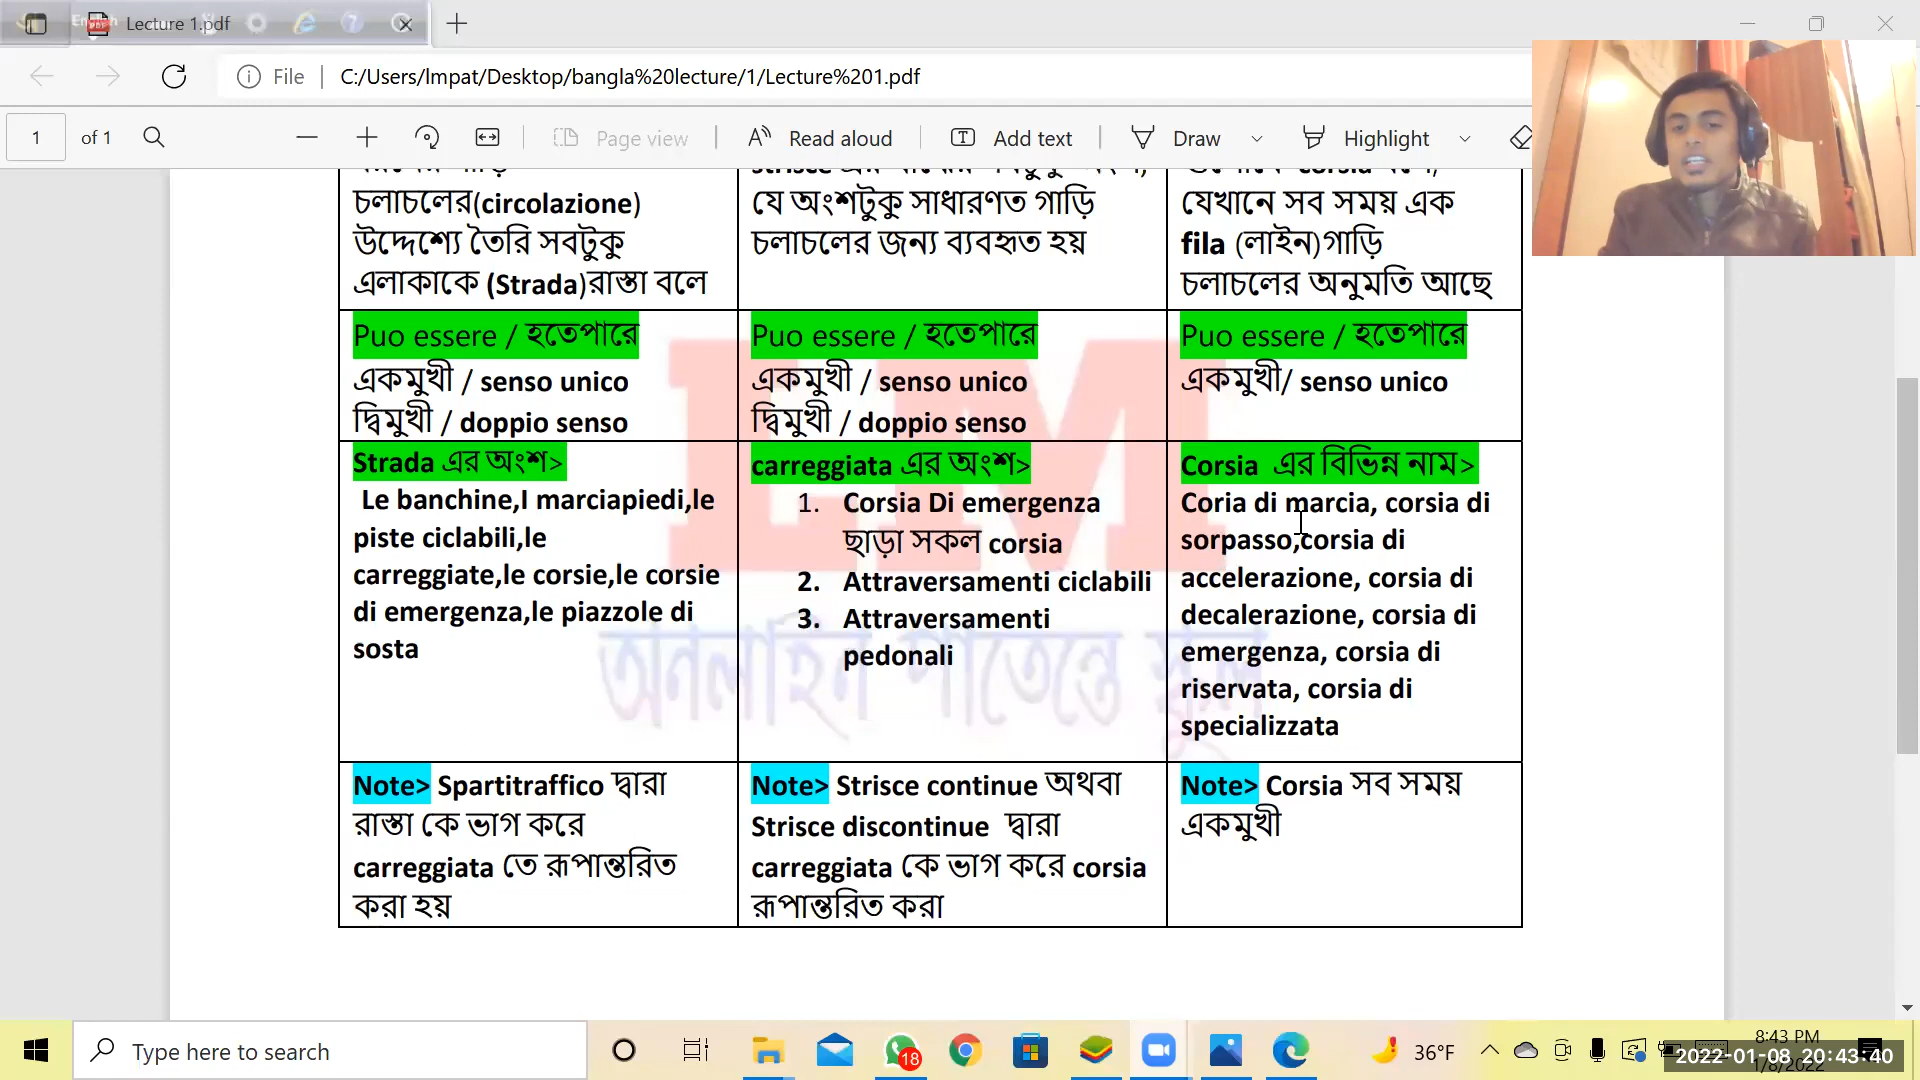 Lecture 1.pdf
File
C:/Users/Impat/Desktop/bangla%20lecture/1/Lecture%201.pdf
1 of 1
Page view
Read aloud
Add text
Draw
Highlight
চলাচলের(circolazione)
উদ্দেশ্যে তৈরি সবটুকু
এলাকাকে (Strada)রাস্তা বলে
যে অংশটুকু সাধারণত গাড়ি
চলাচলের জন্য ব্যবহৃত হয়
যেখানে সব সময় এক
fila (লাইন)গাড়ি
চলাচলের অনুমতি আছে
Puo essere / হতেপারে
একমুখী / senso unico
দ্বিমুখী / doppio senso
Puo essere / হতেপারে
একমুখী / senso unico
দ্বিমুখী / doppio senso
Puo essere / হতেপারে
একমুখী/ senso unico
Strada এর অংশ>
Le banchine,I marciapiedi,le
piste ciclabili,le
carreggiate,le corsie,le corsie
di emergenza,le piazzole di
sosta
carreggiata এর অংশ>
1. Corsia Di emergenza
ছাড়া সকল corsia
2. Attraversamenti ciclabili
3. Attraversamenti
pedonali
Corsia এর বিভিন্ন নাম>
Coria di marcia, corsia di
sorpasso,corsia di
accelerazione, corsia di
decalerazione, corsia di
emergenza, corsia di
riservata, corsia di
specializzata
Note> Spartitraffico দ্বারা
রাস্তা কে ভাগ করে
carreggiata তে রূপান্তরিত
করা হয়
Note> Strisce continue অথবা
Strisce discontinue দ্বারা
carreggiata কে ভাগ করে corsia
রূপান্তরিত করা
Note> Corsia সব সময়
একমুখী
LM
অনলাইন পাতেন্তে স্কুল
Type here to search
18
36°F
8:43 PM
1/8/2022
2022-01-08 20:43:40